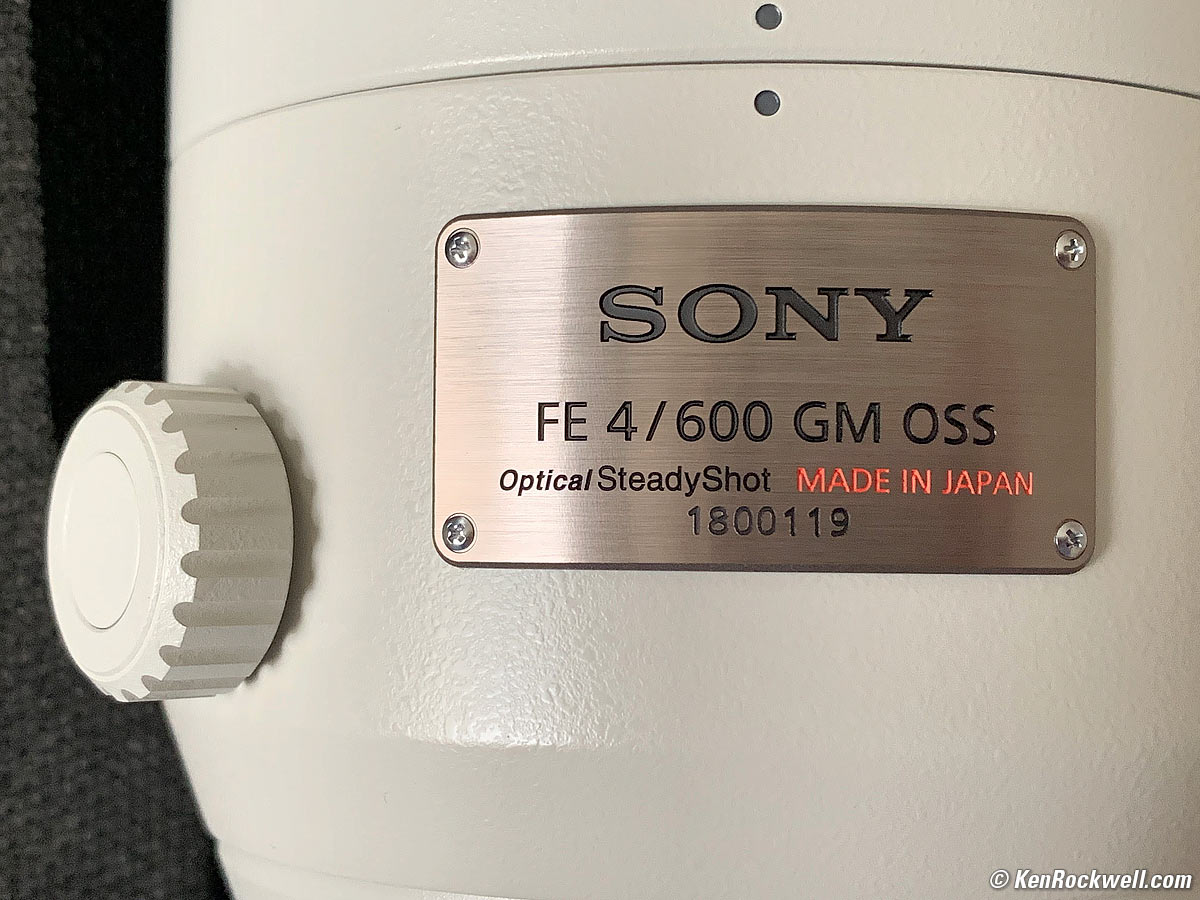 SONY
FE 4/600 GM OSS
Optical SteadyShot MADE IN JAPAN
1800119
© KenRockwell.com